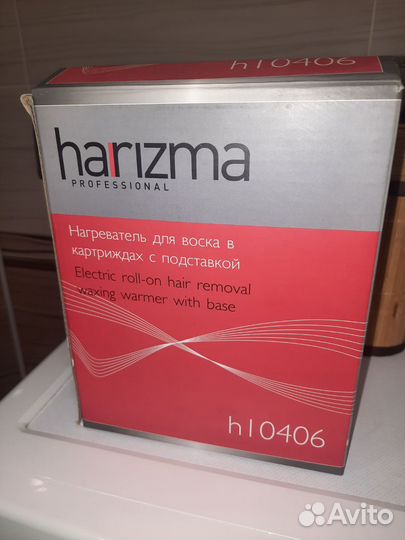 h10406
harizma
PROFESSIONAL
Нагреватель для воска в
картриджах с подставкой
Electric roll-on hair removal
waxing warmer with base
h10406
Avito